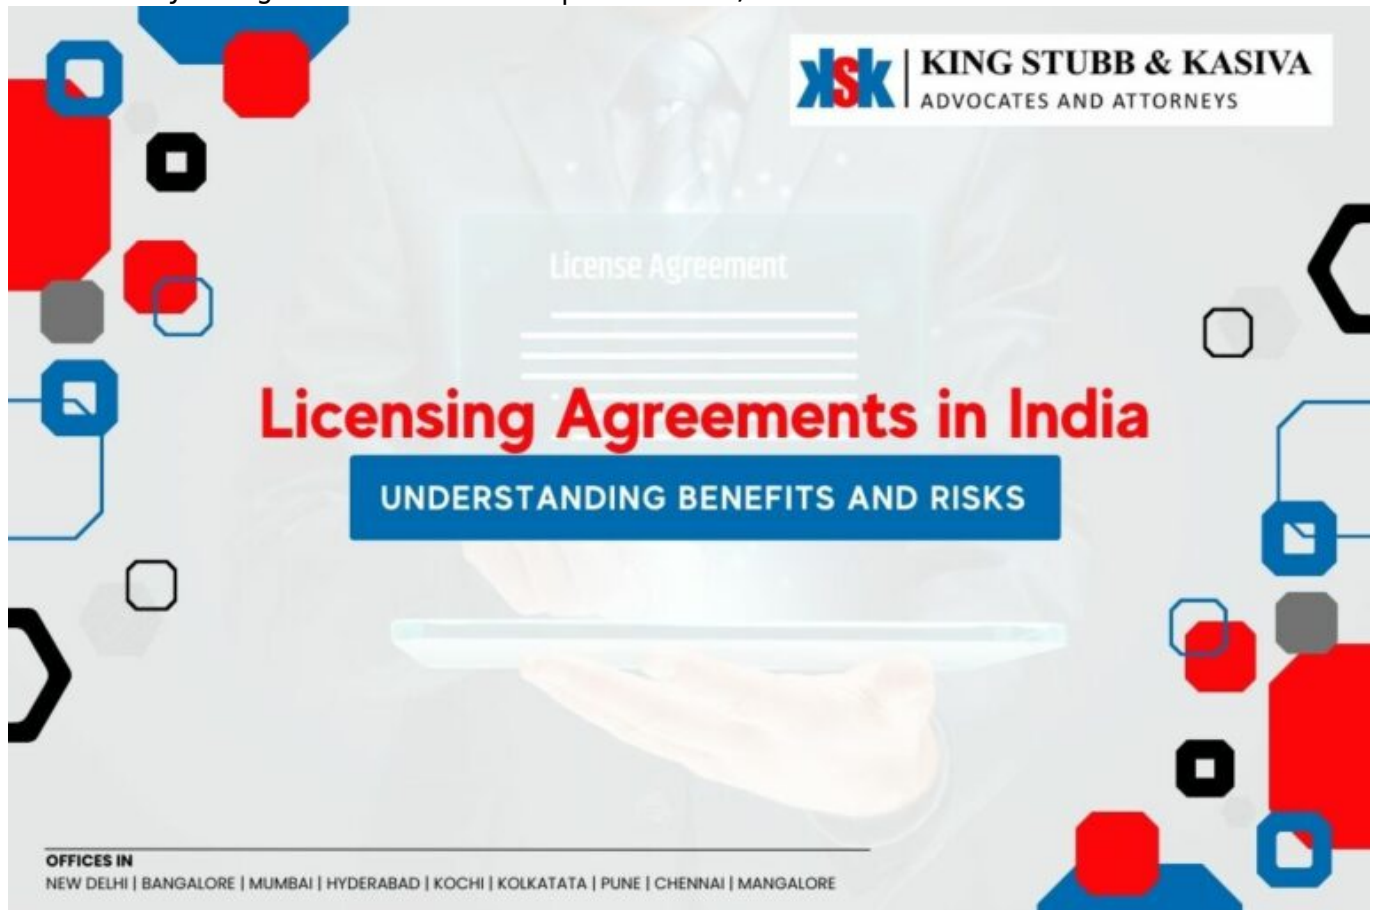 KSK
KING STUBB & KASIVA
ADVOCATES AND ATTORNEYS
License Agreement
Licensing Agreements in India
UNDERSTANDING BENEFITS AND RISKS
OFFICES IN
NEW DELHI | BANGALORE | MUMBAI | HYDERABAD | KOCHI | KOLKATATA | PUNE | CHENNAI | MANGALORE